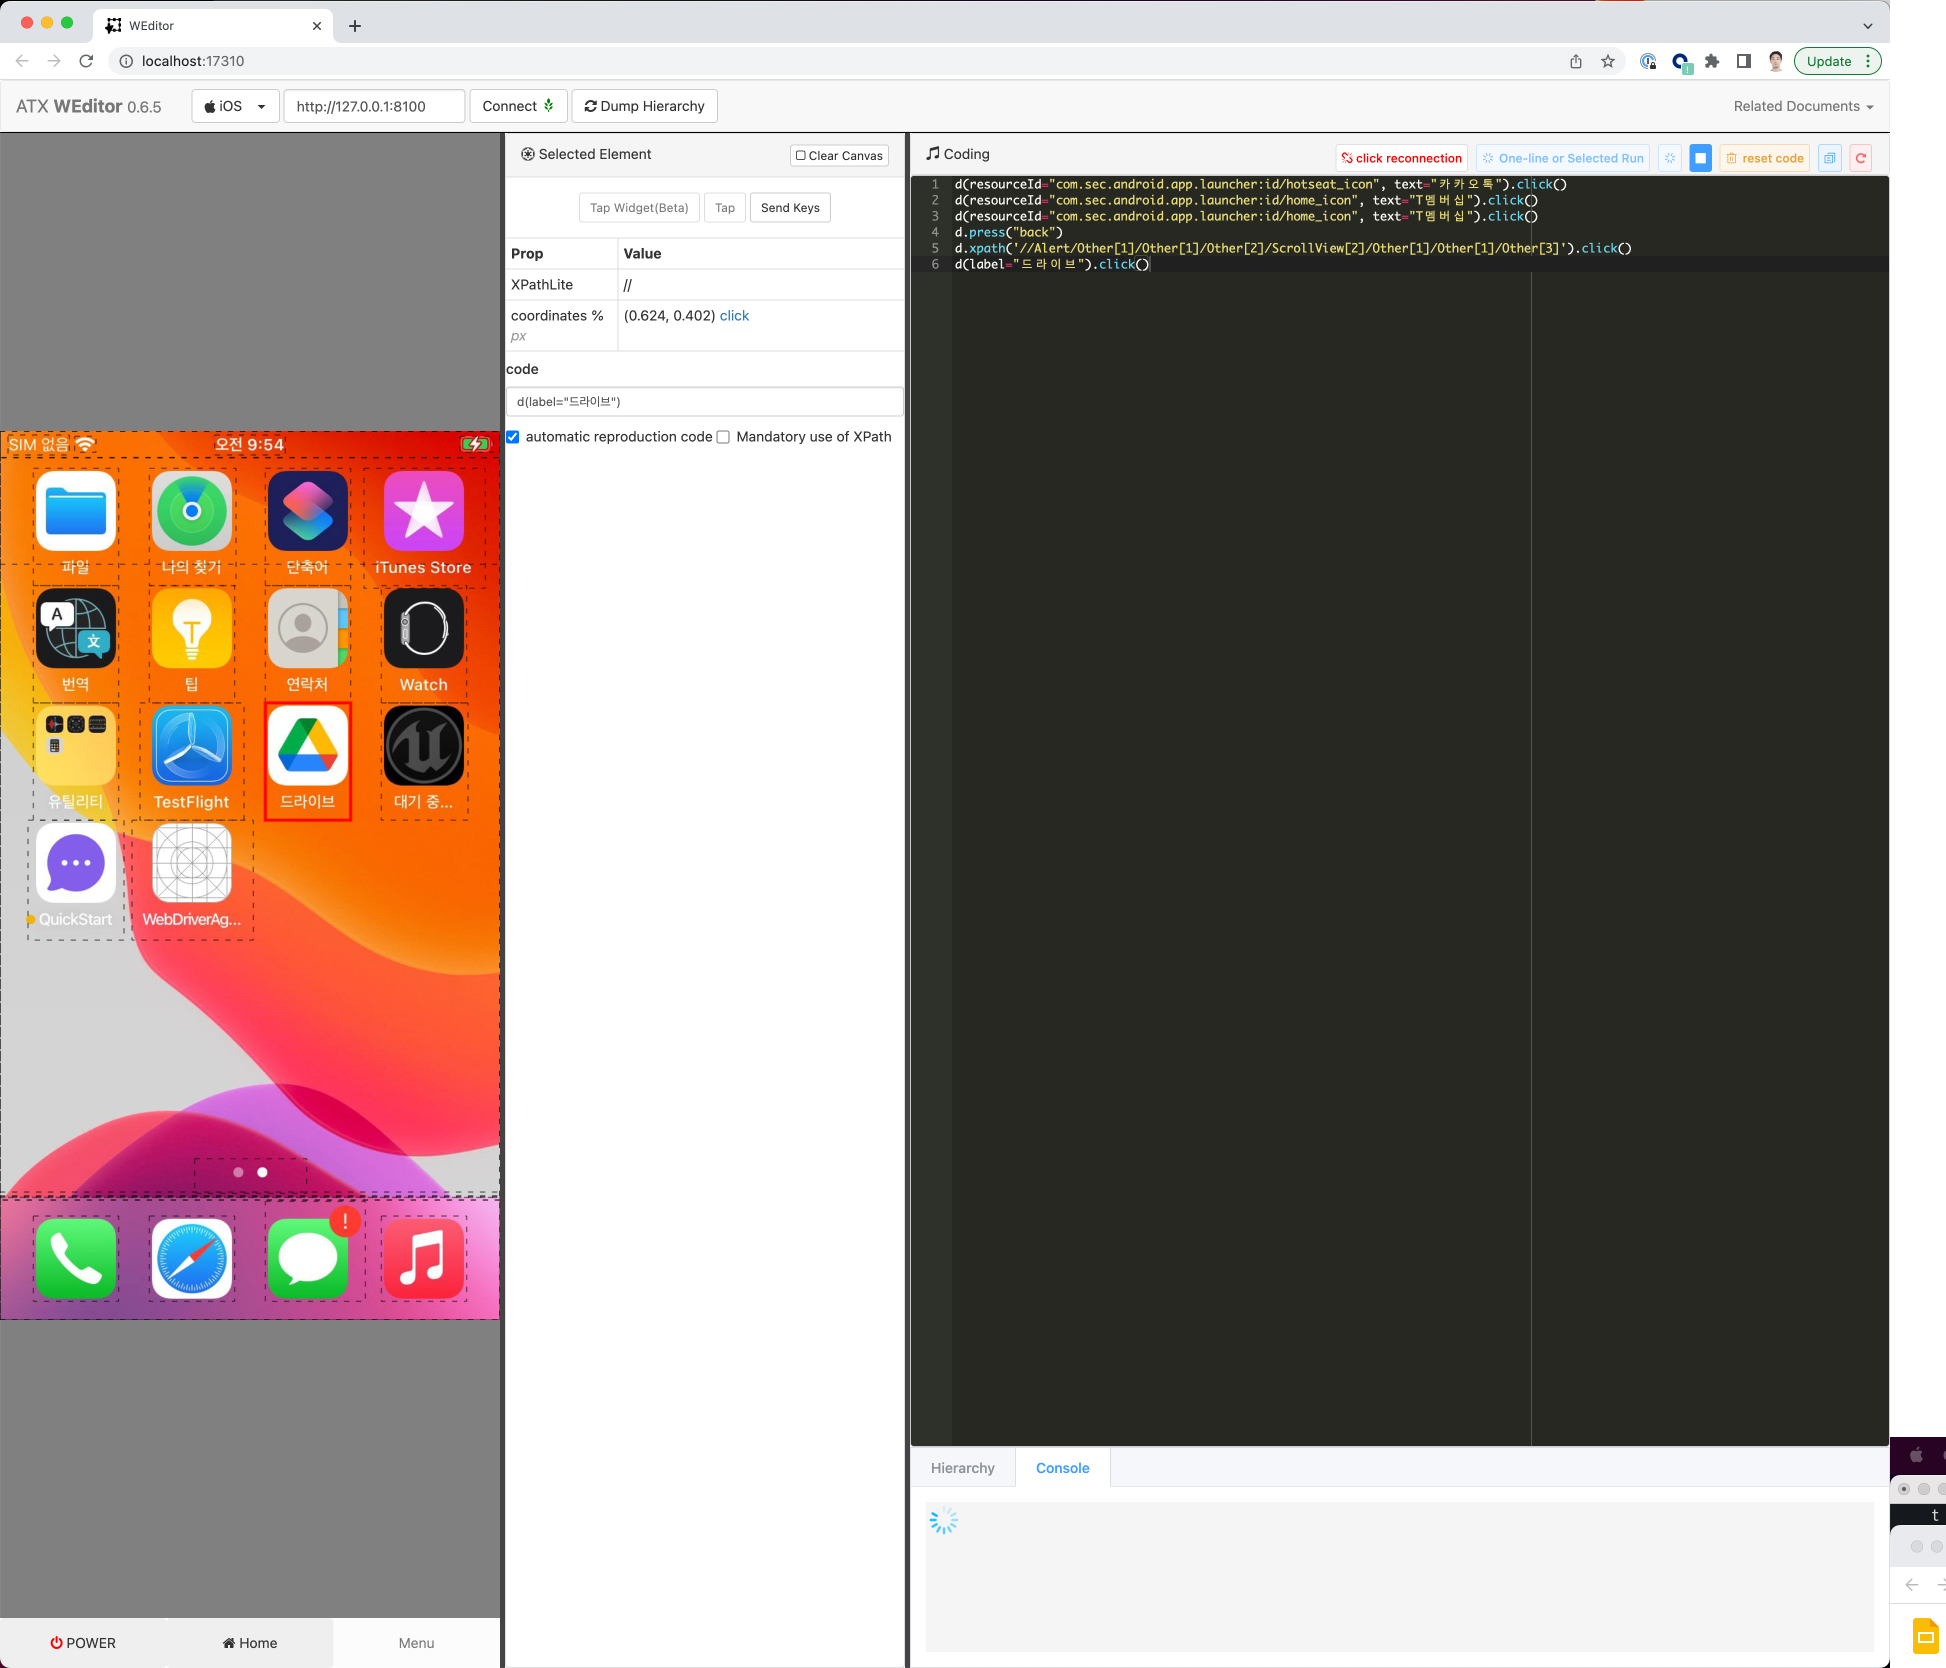 WEditor
localhost:17310
Update
ATX WEditor 0.6.5
iOS
http://127.0.0.1:8100
Connect
Dump Hierarchy
Related Documents
SIM 없음
오전 9:54
파일
나의 찾기
단축어
iTunes Store
A
文
번역
팁
연락처
Watch
유틸리티
TestFlight
드라이브
대기 중...
QuickStart
WebDriverAg...
!
POWER
Home
Menu
Selected Element
Clear Canvas
Tap Widget(Beta)
Tap
Send Keys
Prop Value
XPathLite //
coordinates % (0.624, 0.402) click
px
code
d(label="드라이브")
automatic reproduction code
Mandatory use of XPath
Coding
click reconnection
One-line or Selected Run
reset code
1 d(resourceId="com.sec.android.app.launcher:id/hotseat_icon", text="카카오톡").click()
2 d(resourceId="com.sec.android.app.launcher:id/home_icon", text="T멤버십").click()
3 d(resourceId="com.sec.android.app.launcher:id/home_icon", text="T멤버십").click()
4 d.press("back")
5 d.xpath('//Alert/Other[1]/Other[1]/Other[2]/ScrollView[2]/Other[1]/Other[1]/Other[3]').click()
6 d(label="드라이브").click()
Hierarchy
Console
t